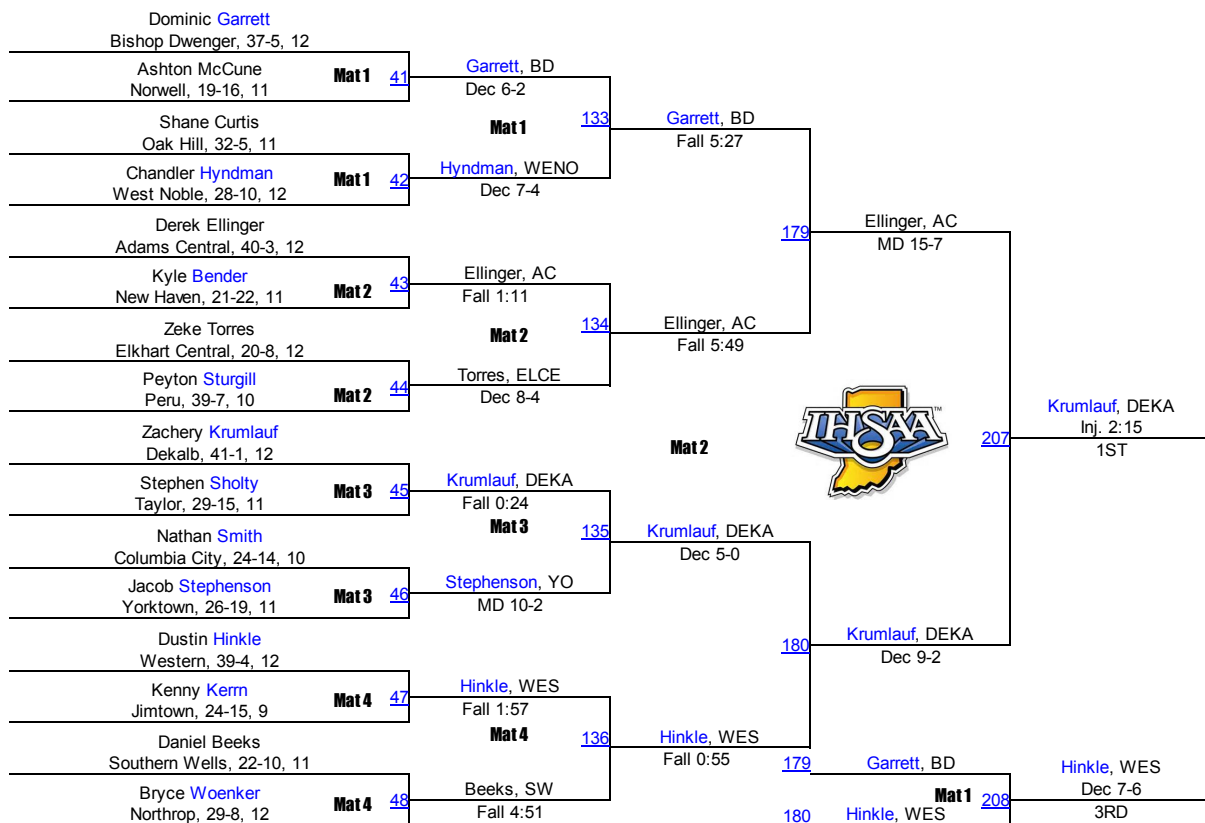 Dominic Garrett
Bishop Dwenger, 37-5, 12
Ashton McCune
Norwell, 19-16, 11
Mat 1
41
Shane Curtis
Oak Hill, 32-5, 11
Chandler Hyndman
West Noble, 28-10, 12
Mat 1
42
Derek Ellinger
Adams Central, 40-3, 12
Kyle Bender
New Haven, 21-22, 11
Mat 2
43
Zeke Torres
Elkhart Central, 20-8, 12
Peyton Sturgill
Peru, 39-7, 10
Mat 2
44
Zachery Krumlauf
Dekalb, 41-1, 12
Stephen Sholty
Taylor, 29-15, 11
Mat 3
45
Nathan Smith
Columbia City, 24-14, 10
Jacob Stephenson
Yorktown, 26-19, 11
Mat 3
46
Dustin Hinkle
Western, 39-4, 12
Kenny Kerrn
Jimtown, 24-15, 9
Mat 4
47
Daniel Beeks
Southern Wells, 22-10, 11
Bryce Woenker
Northrop, 29-8, 12
Mat 4
48
Garrett, BD
Dec 6-2
Mat 1
133
Hyndman, WENO
Dec 7-4
Ellinger, AC
Fall 1:11
Mat 2
134
Torres, ELCE
Dec 8-4
Krumlauf, DEKA
Fall 0:24
Mat 3
135
Stephenson, YO
MD 10-2
Hinkle, WES
Fall 1:57
Mat 4
136
Beeks, SW
Fall 4:51
Garrett, BD
Fall 5:27
179
Ellinger, AC
Fall 5:49
Mat 2
Krumlauf, DEKA
Dec 5-0
180
Hinkle, WES
Fall 0:55
Ellinger, AC
MD 15-7
IHSAA
TM
207
Krumlauf, DEKA
Dec 9-2
Krumlauf, DEKA
Inj. 2:15
1ST
179
Garrett, BD
Mat 1
208
180
Hinkle, WES
Hinkle, WES
Dec 7-6
3RD